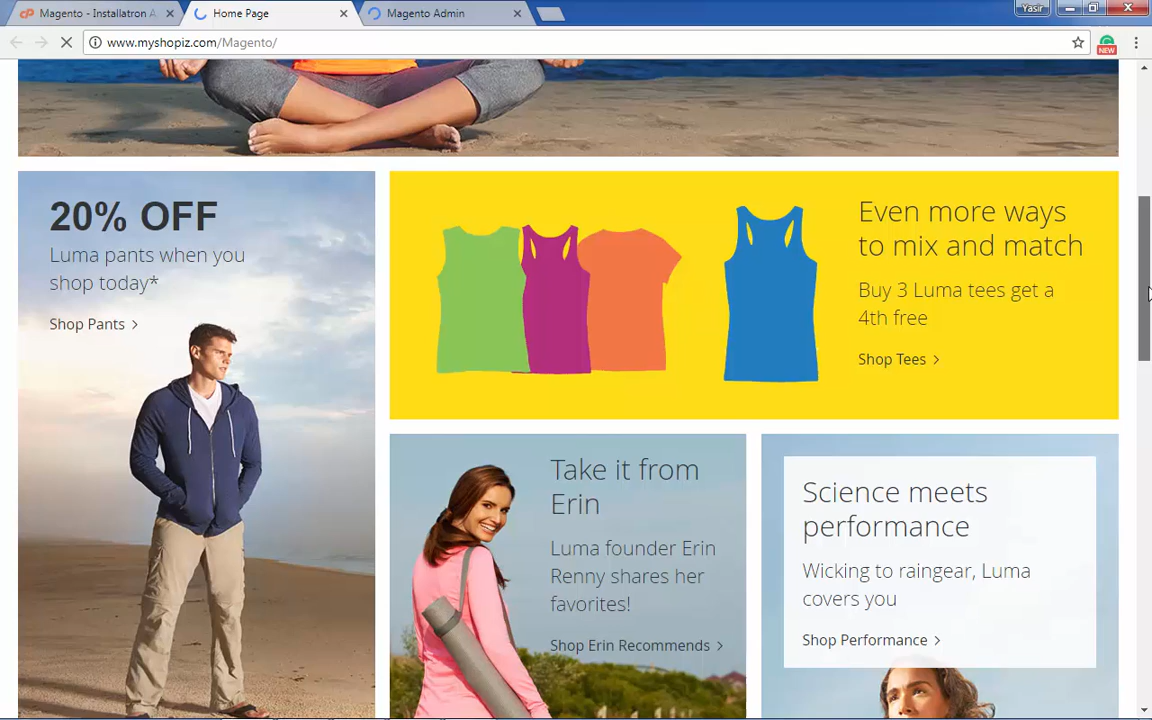 Magento - Installatron A
Home Page
Magento Admin
Yasir
www.myshopiz.com/Magento/
NEW
20% OFF
Luma pants when you
shop today*
Shop Pants >
Even more ways
to mix and match
Buy 3 Luma tees get a
4th free
Shop Tees >
Take it from
Erin
Luma founder Erin
Renny shares her
favorites!
Shop Erin Recommends >
Science meets
performance
Wicking to raingear, Luma
covers you
Shop Performance >